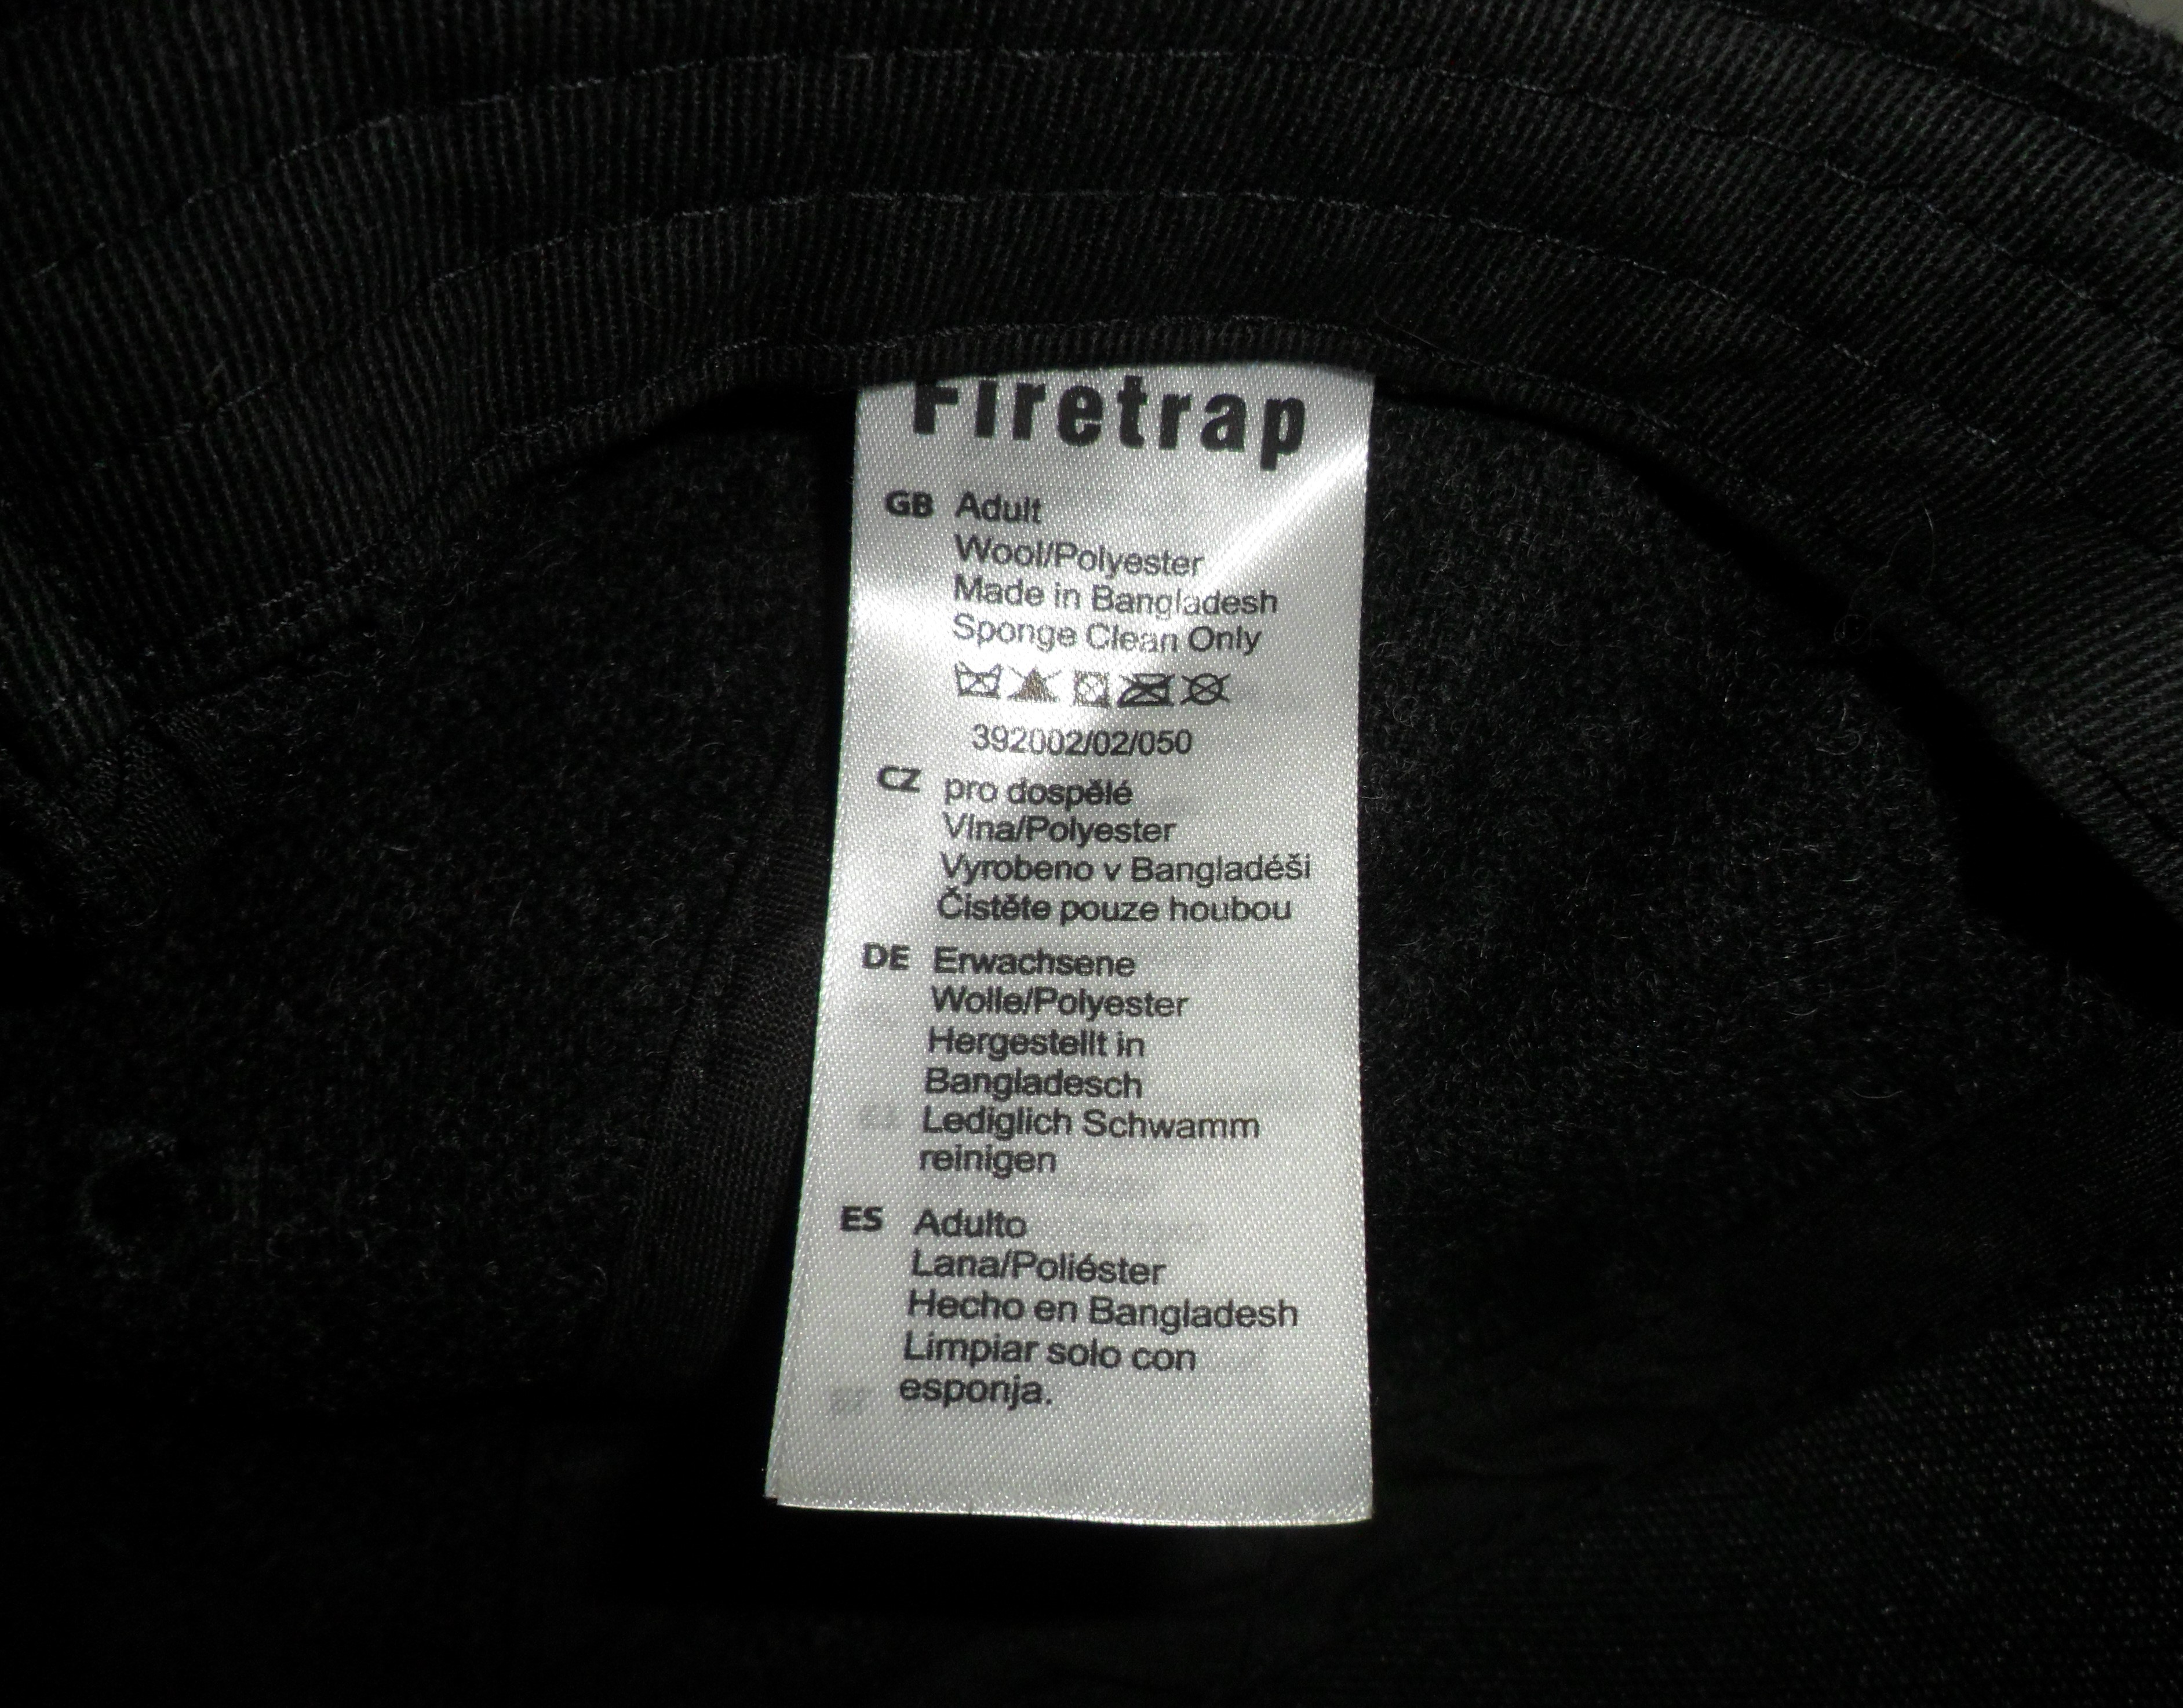 Firetrap
GB Adult
Wool/Polyester
Made in Bangladesh
Sponge Clean Only
392002/02/050
CZ pro dospělé
Vlna/Polyester
Vyrobeno v Bangladéši
Čistěte pouze houbou
DE Erwachsene
Wolle/Polyester
Hergestellt in
Bangladesch
Lediglich Schwamm
reinigen
ES Adulto
Lana/Poliéster
Hecho en Bangladesh
Limpiar solo con
esponja.